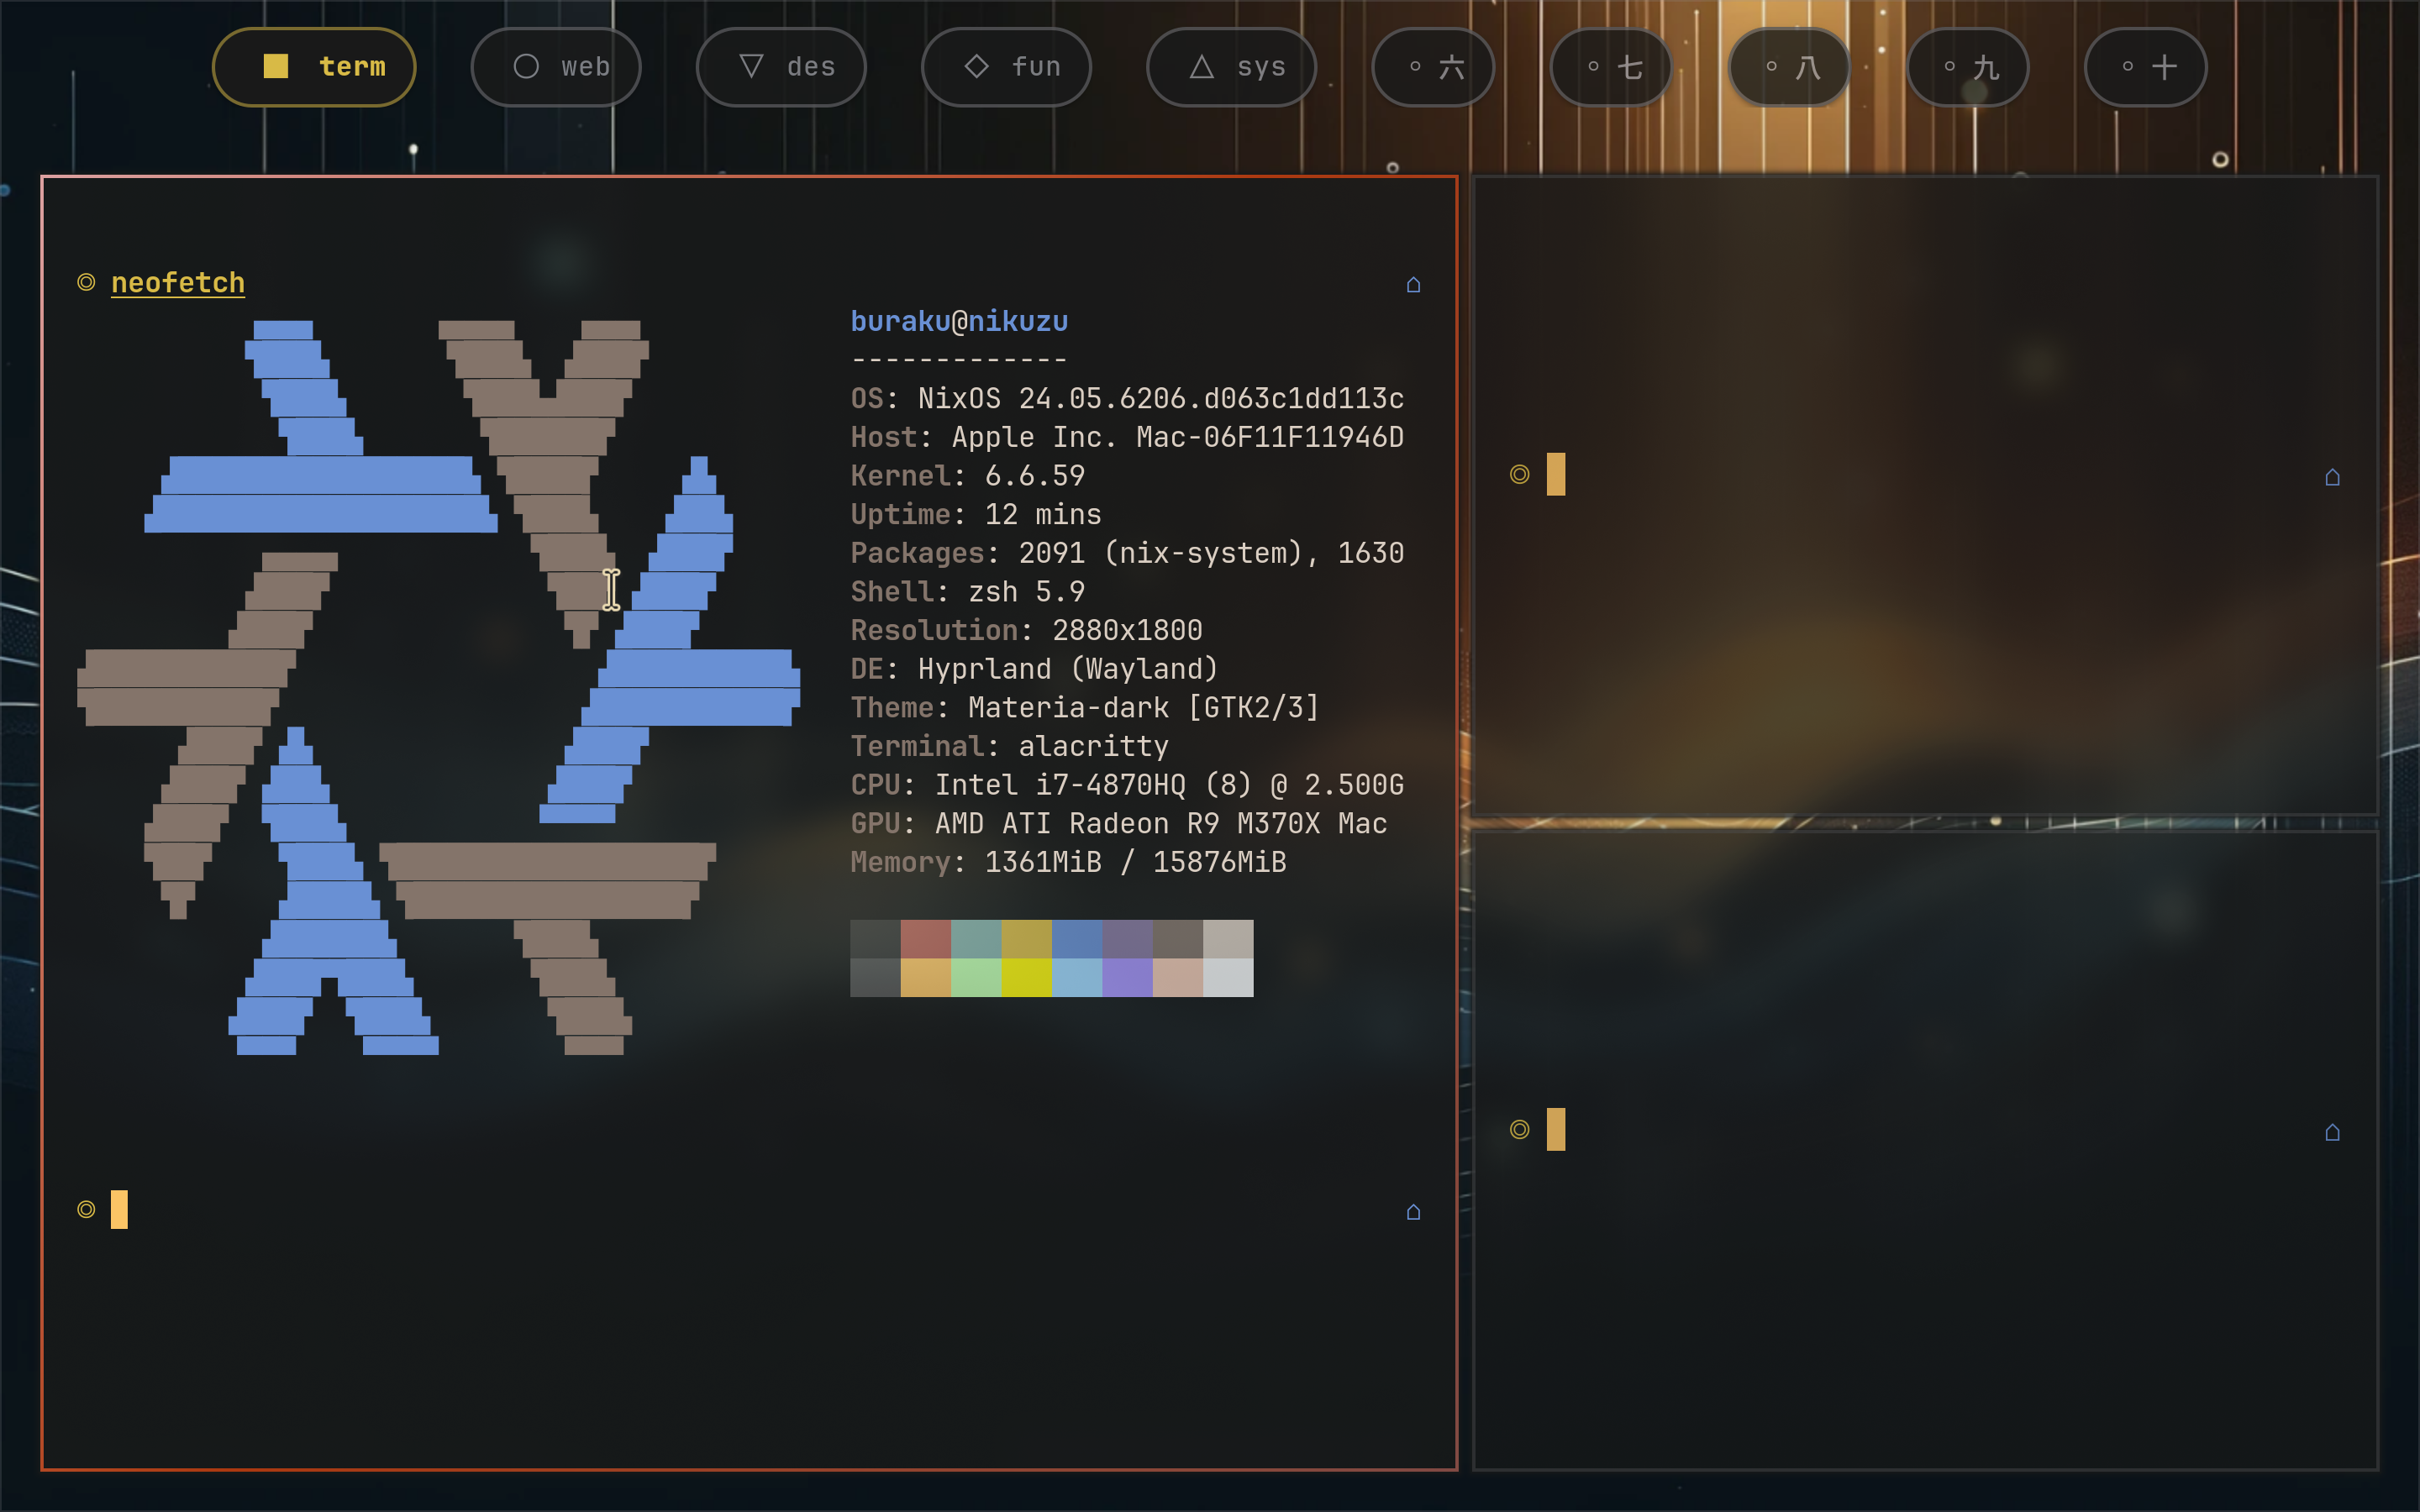 term web des fun sys 六 七 八 九 十
neofetch
buraku@nikuzu
-------------
OS: NixOS 24.05.6206.d063c1dd113c
Host: Apple Inc. Mac-06F11F11946D
Kernel: 6.6.59
Uptime: 12 mins
Packages: 2091 (nix-system), 1630
Shell: zsh 5.9
Resolution: 2880x1800
DE: Hyprland (Wayland)
Theme: Materia-dark [GTK2/3]
Terminal: alacritty
CPU: Intel i7-4870HQ (8) @ 2.500G
GPU: AMD ATI Radeon R9 M370X Mac
Memory: 1361MiB / 15876MiB